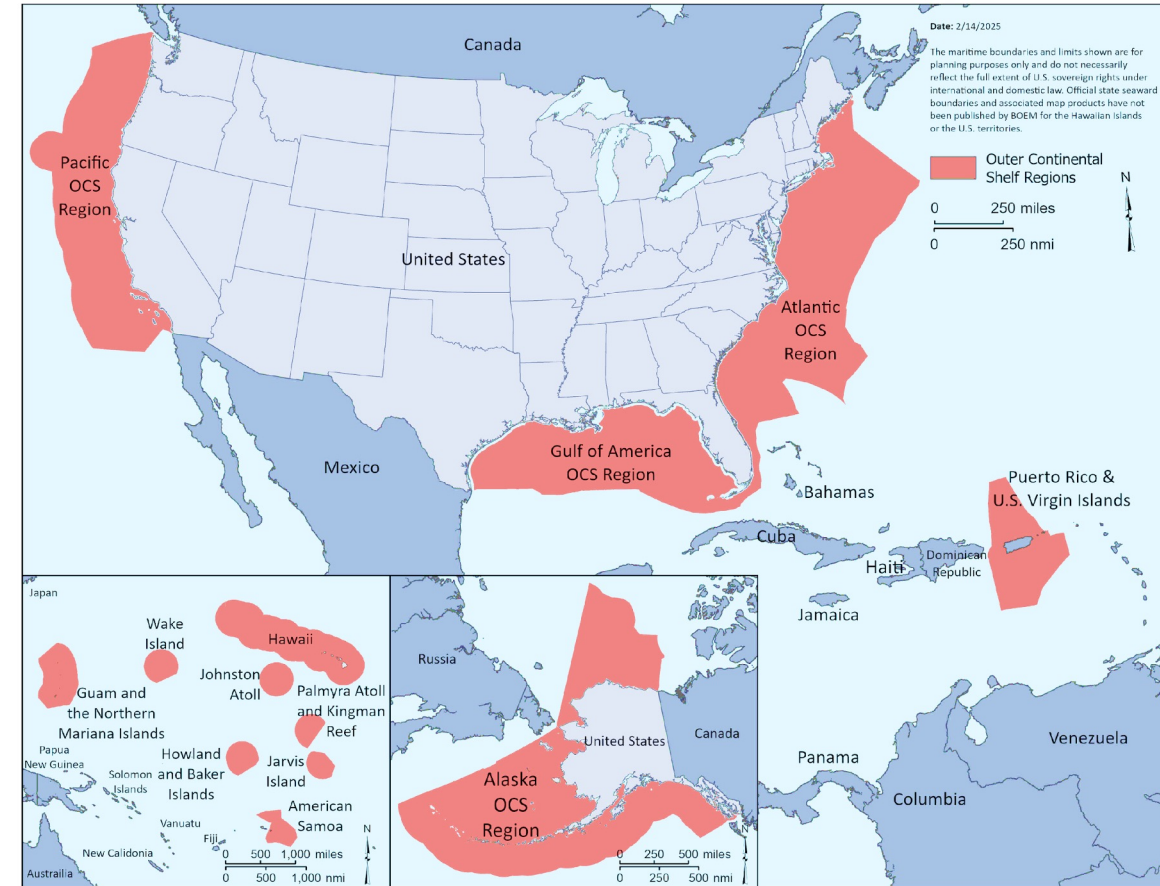 Canada
Date: 2/14/2025
The maritime boundaries and limits shown are for
planning purposes only and do not necessarily
reflect the full extent of U.S. sovereign rights under
international and domestic law. Official state seaward
boundaries and associated map products have not
been published by BOEM for the Hawaiian Islands
or the U.S. territories.
Outer Continental
Shelf Regions
N
0 250 miles
0 250 nmi
Pacific
OCS
Region
United States
Atlantic
OCS
Region
Gulf of America
OCS Region
Mexico
Bahamas
Puerto Rico &
U.S. Virgin Islands
Cuba
Haiti
Dominican
Republic
Jamaica
Panama
Venezuela
Columbia
Japan
Wake
Island
Hawaii
Johnston
Atoll
Guam and
the Northern
Mariana Islands
Palmyra Atoll
and Kingman
Reef
Howland
and Baker
Islands
Jarvis
Island
Papua
New Guinea
Solomon
Islands
American
Samoa
Vanuatu
Fiji
New Calidonia
Austrailia
N
0 500 1,000 miles
0 500 1,000 nmi
Russia
United States
Canada
Alaska
OCS
Region
N
0 250 500 miles
0 250 500 nmi